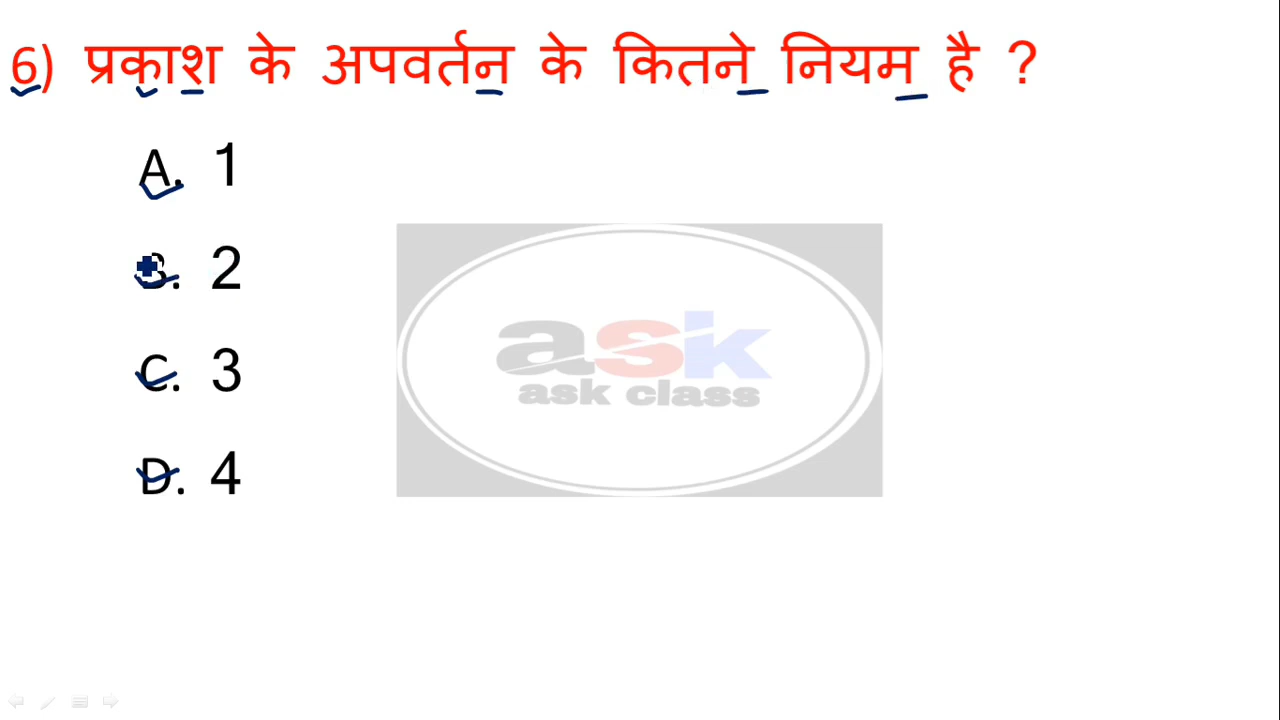 6) प्रकाश के अपवर्तन के कितने नियम है ?
A. 1
B. 2
C. 3
D. 4
ask
ask class